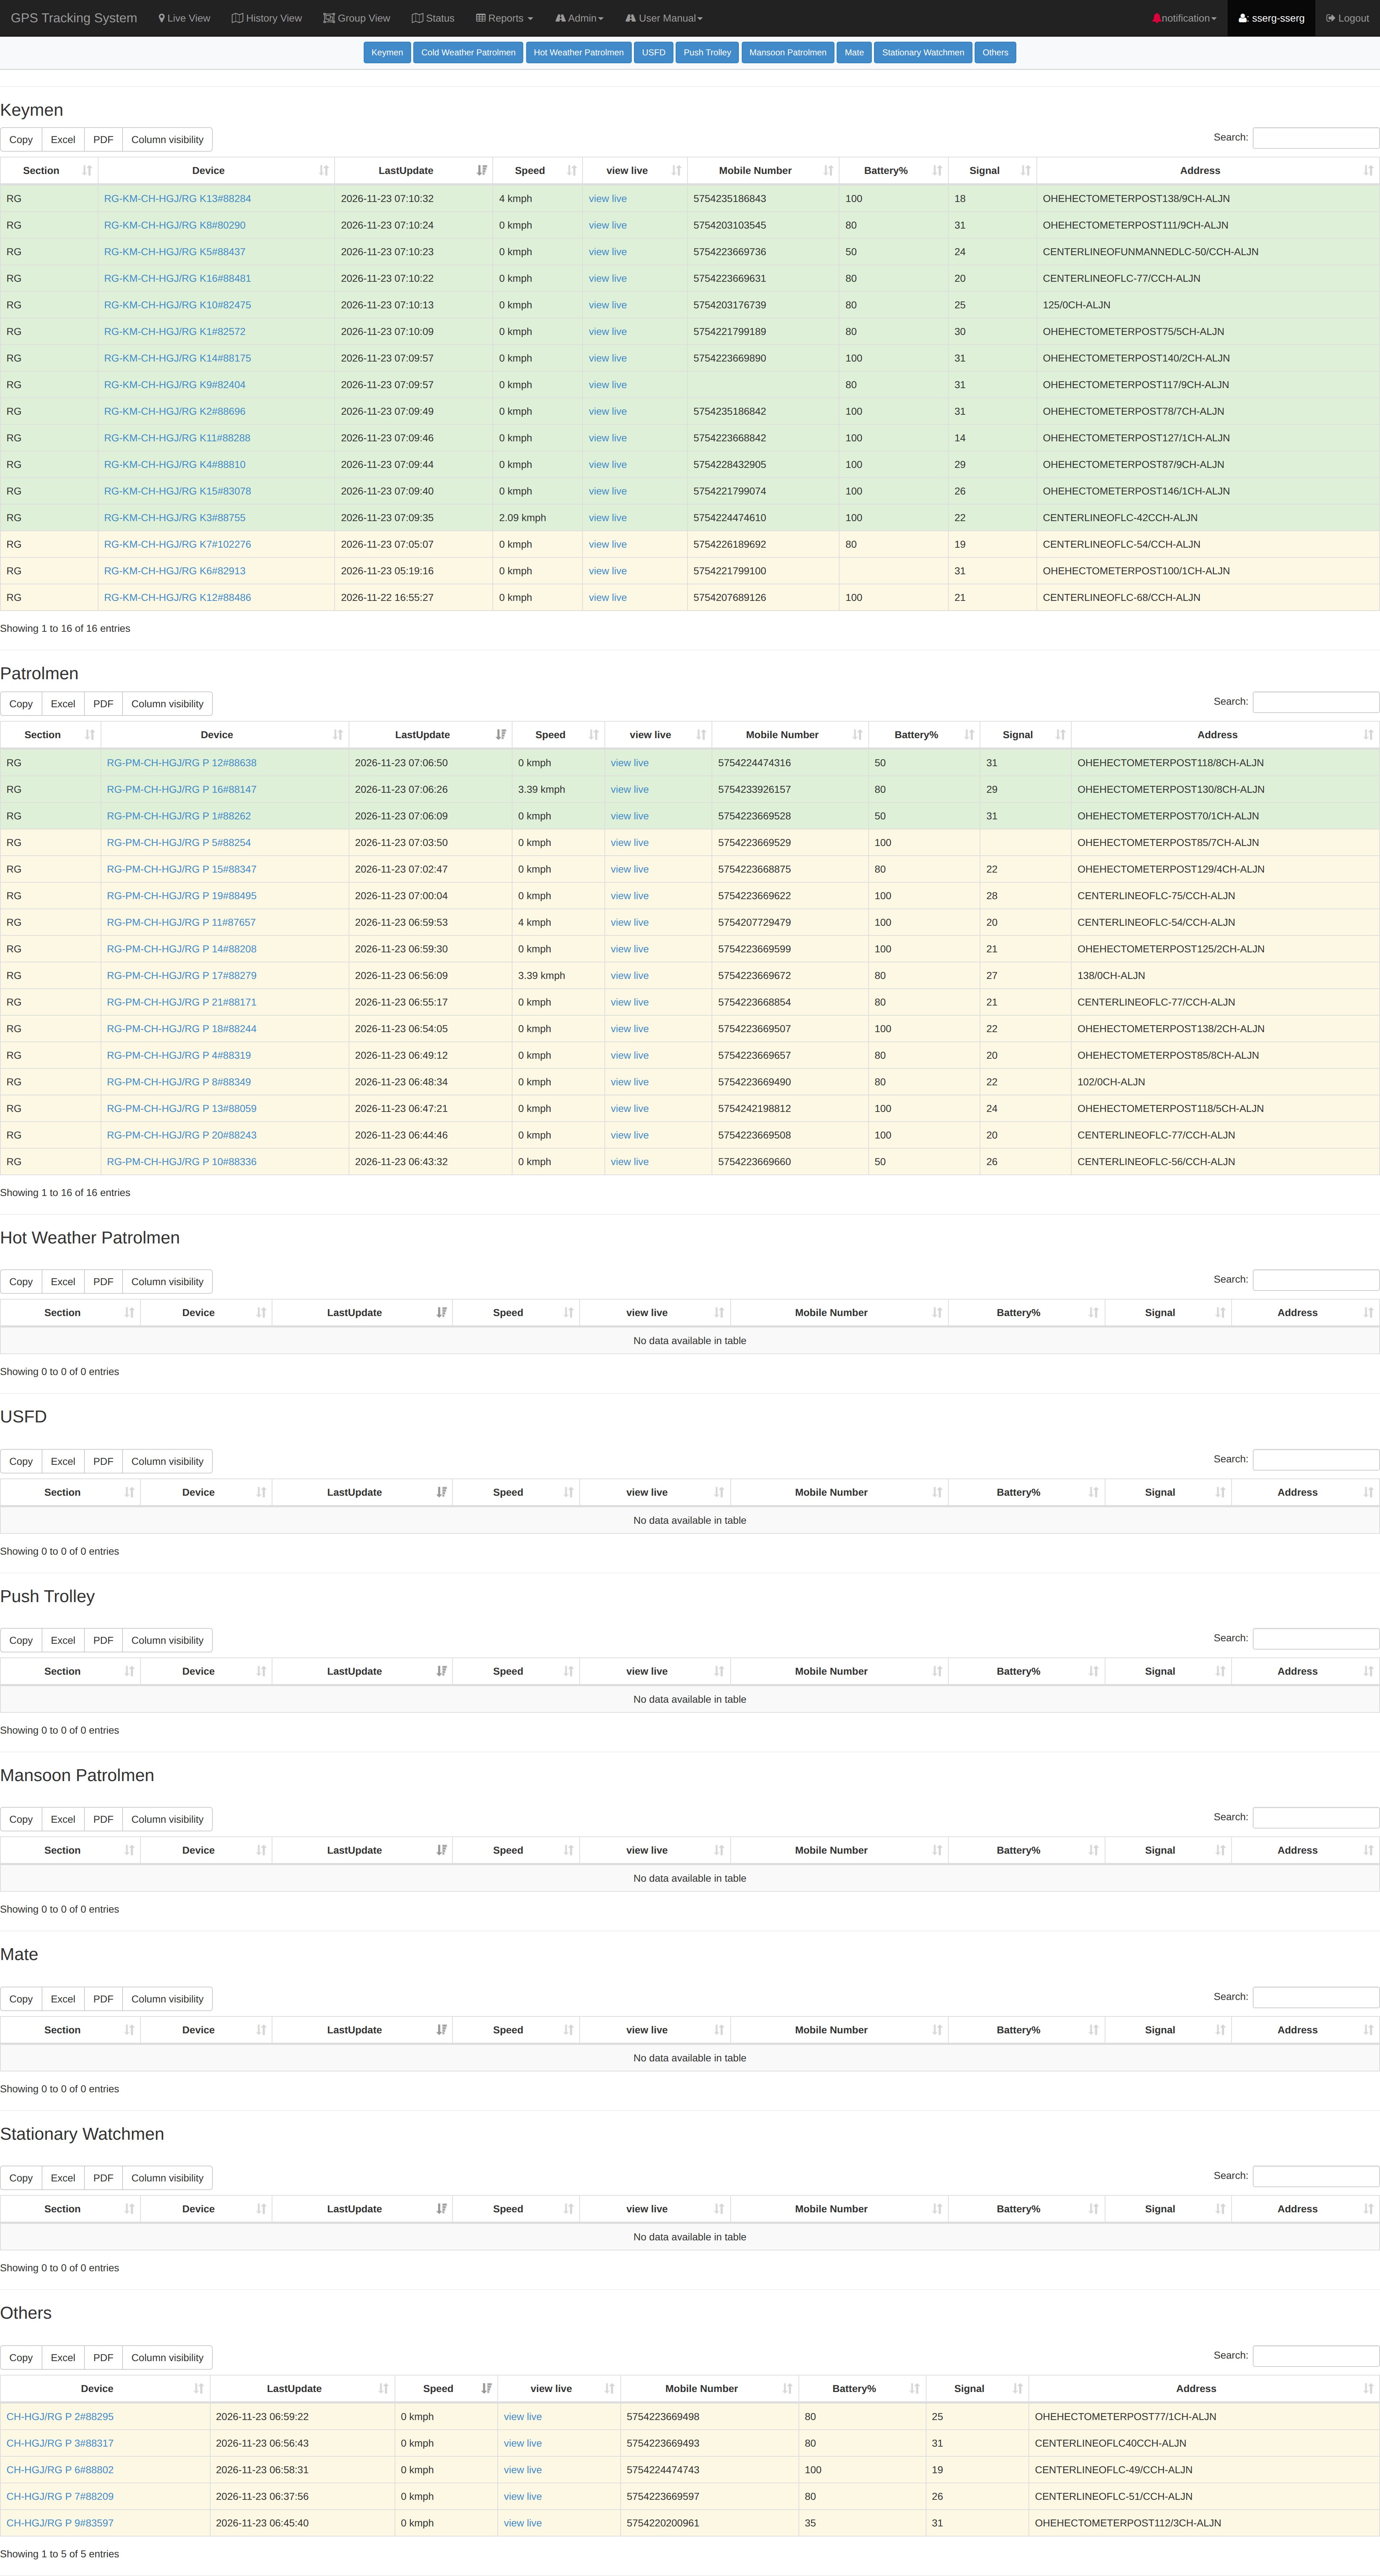 GPS Tracking System Live View History View Group View Status Reports Admin User Manual notification : sserg-sserg Logout
Keymen Cold Weather Patrolmen Hot Weather Patrolmen USFD Push Trolley Mansoon Patrolmen Mate Stationary Watchmen Others
Keymen
Copy Excel PDF Column visibility Search:
Section Device LastUpdate Speed view live Mobile Number Battery% Signal Address
RG RG-KM-CH-HGJ/RG K13#88284 2026-11-23 07:10:32 4 kmph view live 5754235186843 100 18 OHEHECTOMETERPOST138/9CH-ALJN
RG RG-KM-CH-HGJ/RG K8#80290 2026-11-23 07:10:24 0 kmph view live 5754203103545 80 31 OHEHECTOMETERPOST111/9CH-ALJN
RG RG-KM-CH-HGJ/RG K5#88437 2026-11-23 07:10:23 0 kmph view live 5754223669736 50 24 CENTERLINEOFUNMANNEDLC-50/CCH-ALJN
RG RG-KM-CH-HGJ/RG K16#88481 2026-11-23 07:10:22 0 kmph view live 5754223669631 80 20 CENTERLINEOFLC-77/CCH-ALJN
RG RG-KM-CH-HGJ/RG K10#82475 2026-11-23 07:10:13 0 kmph view live 5754203176739 80 25 125/0CH-ALJN
RG RG-KM-CH-HGJ/RG K1#82572 2026-11-23 07:10:09 0 kmph view live 5754221799189 80 30 OHEHECTOMETERPOST75/5CH-ALJN
RG RG-KM-CH-HGJ/RG K14#88175 2026-11-23 07:09:57 0 kmph view live 5754223669890 100 31 OHEHECTOMETERPOST140/2CH-ALJN
RG RG-KM-CH-HGJ/RG K9#82404 2026-11-23 07:09:57 0 kmph view live 80 31 OHEHECTOMETERPOST117/9CH-ALJN
RG RG-KM-CH-HGJ/RG K2#88696 2026-11-23 07:09:49 0 kmph view live 5754235186842 100 31 OHEHECTOMETERPOST78/7CH-ALJN
RG RG-KM-CH-HGJ/RG K11#88288 2026-11-23 07:09:46 0 kmph view live 5754223668842 100 14 OHEHECTOMETERPOST127/1CH-ALJN
RG RG-KM-CH-HGJ/RG K4#88810 2026-11-23 07:09:44 0 kmph view live 5754228432905 100 29 OHEHECTOMETERPOST87/9CH-ALJN
RG RG-KM-CH-HGJ/RG K15#83078 2026-11-23 07:09:40 0 kmph view live 5754221799074 100 26 OHEHECTOMETERPOST146/1CH-ALJN
RG RG-KM-CH-HGJ/RG K3#88755 2026-11-23 07:09:35 2.09 kmph view live 5754224474610 100 22 CENTERLINEOFLC-42CCH-ALJN
RG RG-KM-CH-HGJ/RG K7#102276 2026-11-23 07:05:07 0 kmph view live 5754226189692 80 19 CENTERLINEOFLC-54/CCH-ALJN
RG RG-KM-CH-HGJ/RG K6#82913 2026-11-23 05:19:16 0 kmph view live 5754221799100 31 OHEHECTOMETERPOST100/1CH-ALJN
RG RG-KM-CH-HGJ/RG K12#88486 2026-11-22 16:55:27 0 kmph view live 5754207689126 100 21 CENTERLINEOFLC-68/CCH-ALJN
Showing 1 to 16 of 16 entries
Patrolmen
Copy Excel PDF Column visibility Search:
Section Device LastUpdate Speed view live Mobile Number Battery% Signal Address
RG RG-PM-CH-HGJ/RG P 12#88638 2026-11-23 07:06:50 0 kmph view live 5754224474316 50 31 OHEHECTOMETERPOST118/8CH-ALJN
RG RG-PM-CH-HGJ/RG P 16#88147 2026-11-23 07:06:26 3.39 kmph view live 5754233926157 80 29 OHEHECTOMETERPOST130/8CH-ALJN
RG RG-PM-CH-HGJ/RG P 1#88262 2026-11-23 07:06:09 0 kmph view live 5754223669528 50 31 OHEHECTOMETERPOST70/1CH-ALJN
RG RG-PM-CH-HGJ/RG P 5#88254 2026-11-23 07:03:50 0 kmph view live 5754223669529 100 OHEHECTOMETERPOST85/7CH-ALJN
RG RG-PM-CH-HGJ/RG P 15#88347 2026-11-23 07:02:47 0 kmph view live 5754223668875 80 22 OHEHECTOMETERPOST129/4CH-ALJN
RG RG-PM-CH-HGJ/RG P 19#88495 2026-11-23 07:00:04 0 kmph view live 5754223669622 100 28 CENTERLINEOFLC-75/CCH-ALJN
RG RG-PM-CH-HGJ/RG P 11#87657 2026-11-23 06:59:53 4 kmph view live 5754207729479 100 20 CENTERLINEOFLC-54/CCH-ALJN
RG RG-PM-CH-HGJ/RG P 14#88208 2026-11-23 06:59:30 0 kmph view live 5754223669599 100 21 OHEHECTOMETERPOST125/2CH-ALJN
RG RG-PM-CH-HGJ/RG P 17#88279 2026-11-23 06:56:09 3.39 kmph view live 5754223669672 80 27 138/0CH-ALJN
RG RG-PM-CH-HGJ/RG P 21#88171 2026-11-23 06:55:17 0 kmph view live 5754223668854 80 21 CENTERLINEOFLC-77/CCH-ALJN
RG RG-PM-CH-HGJ/RG P 18#88244 2026-11-23 06:54:05 0 kmph view live 5754223669507 100 22 OHEHECTOMETERPOST138/2CH-ALJN
RG RG-PM-CH-HGJ/RG P 4#88319 2026-11-23 06:49:12 0 kmph view live 5754223669657 80 20 OHEHECTOMETERPOST85/8CH-ALJN
RG RG-PM-CH-HGJ/RG P 8#88349 2026-11-23 06:48:34 0 kmph view live 5754223669490 80 22 102/0CH-ALJN
RG RG-PM-CH-HGJ/RG P 13#88059 2026-11-23 06:47:21 0 kmph view live 5754242198812 100 24 OHEHECTOMETERPOST118/5CH-ALJN
RG RG-PM-CH-HGJ/RG P 20#88243 2026-11-23 06:44:46 0 kmph view live 5754223669508 100 20 CENTERLINEOFLC-77/CCH-ALJN
RG RG-PM-CH-HGJ/RG P 10#88336 2026-11-23 06:43:32 0 kmph view live 5754223669660 50 26 CENTERLINEOFLC-56/CCH-ALJN
Showing 1 to 16 of 16 entries
Hot Weather Patrolmen
Copy Excel PDF Column visibility Search:
Section Device LastUpdate Speed view live Mobile Number Battery% Signal Address
No data available in table
Showing 0 to 0 of 0 entries
USFD
Copy Excel PDF Column visibility Search:
Section Device LastUpdate Speed view live Mobile Number Battery% Signal Address
No data available in table
Showing 0 to 0 of 0 entries
Push Trolley
Copy Excel PDF Column visibility Search:
Section Device LastUpdate Speed view live Mobile Number Battery% Signal Address
No data available in table
Showing 0 to 0 of 0 entries
Mansoon Patrolmen
Copy Excel PDF Column visibility Search:
Section Device LastUpdate Speed view live Mobile Number Battery% Signal Address
No data available in table
Showing 0 to 0 of 0 entries
Mate
Copy Excel PDF Column visibility Search:
Section Device LastUpdate Speed view live Mobile Number Battery% Signal Address
No data available in table
Showing 0 to 0 of 0 entries
Stationary Watchmen
Copy Excel PDF Column visibility Search:
Section Device LastUpdate Speed view live Mobile Number Battery% Signal Address
No data available in table
Showing 0 to 0 of 0 entries
Others
Copy Excel PDF Column visibility Search:
Device LastUpdate Speed view live Mobile Number Battery% Signal Address
CH-HGJ/RG P 2#88295 2026-11-23 06:59:22 0 kmph view live 5754223669498 80 25 OHEHECTOMETERPOST77/1CH-ALJN
CH-HGJ/RG P 3#88317 2026-11-23 06:56:43 0 kmph view live 5754223669493 80 31 CENTERLINEOFLC40CCH-ALJN
CH-HGJ/RG P 6#88802 2026-11-23 06:58:31 0 kmph view live 5754224474743 100 19 CENTERLINEOFLC-49/CCH-ALJN
CH-HGJ/RG P 7#88209 2026-11-23 06:37:56 0 kmph view live 5754223669597 80 26 CENTERLINEOFLC-51/CCH-ALJN
CH-HGJ/RG P 9#83597 2026-11-23 06:45:40 0 kmph view live 5754220200961 35 31 OHEHECTOMETERPOST112/3CH-ALJN
Showing 1 to 5 of 5 entries